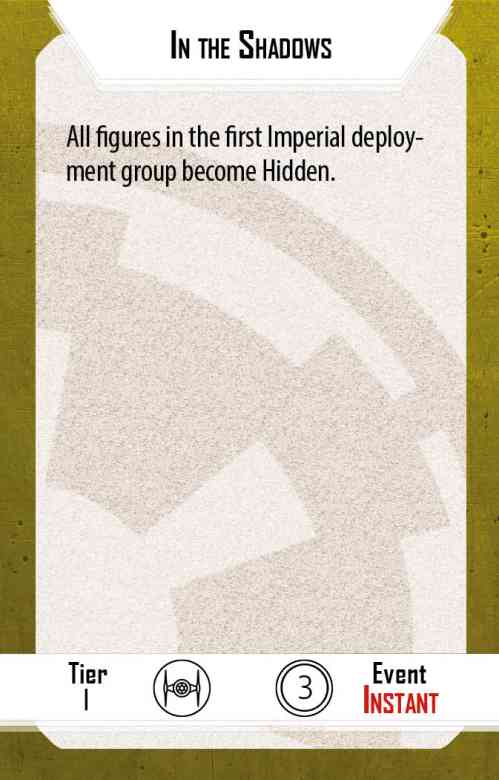 In the Shadows
All figures in the first Imperial deploy-
ment group become Hidden.
Tier
I
3
Event
Instant